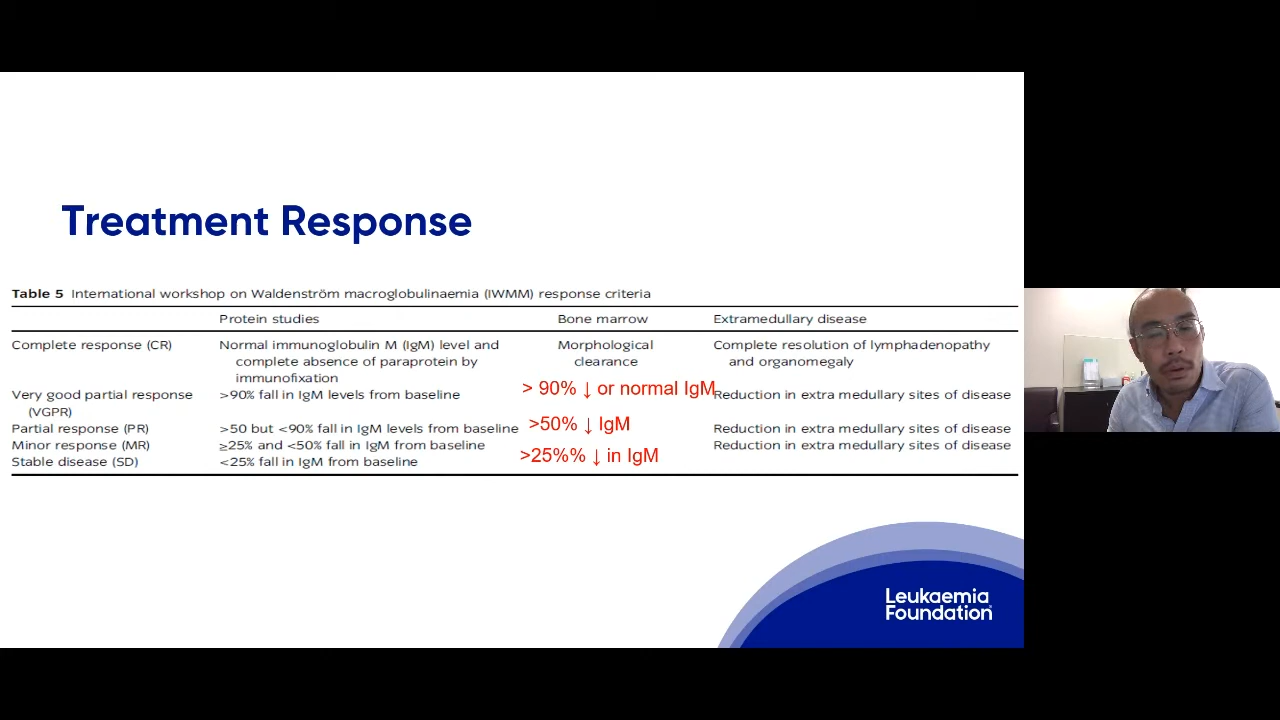 Treatment Response
Table 5 International workshop on Waldenström macroglobulinaemia (IWMM) response criteria
Protein studies Bone marrow Extramedullary disease
Complete response (CR) Normal immunoglobulin M (IgM) level and Morphological Complete resolution of lymphadenopathy
complete absence of paraprotein by clearance and organomegaly
immunofixation
> 90% ↓ or normal IgM
Very good partial response >90% fall in IgM levels from baseline Reduction in extra medullary sites of disease
(VGPR)
>50% ↓ IgM
Partial response (PR) >50 but <90% fall in IgM levels from baseline Reduction in extra medullary sites of disease
Minor response (MR) ≥25% and <50% fall in IgM from baseline Reduction in extra medullary sites of disease
>25%% ↓ in IgM
Stable disease (SD) <25% fall in IgM from baseline
Leukaemia
Foundation